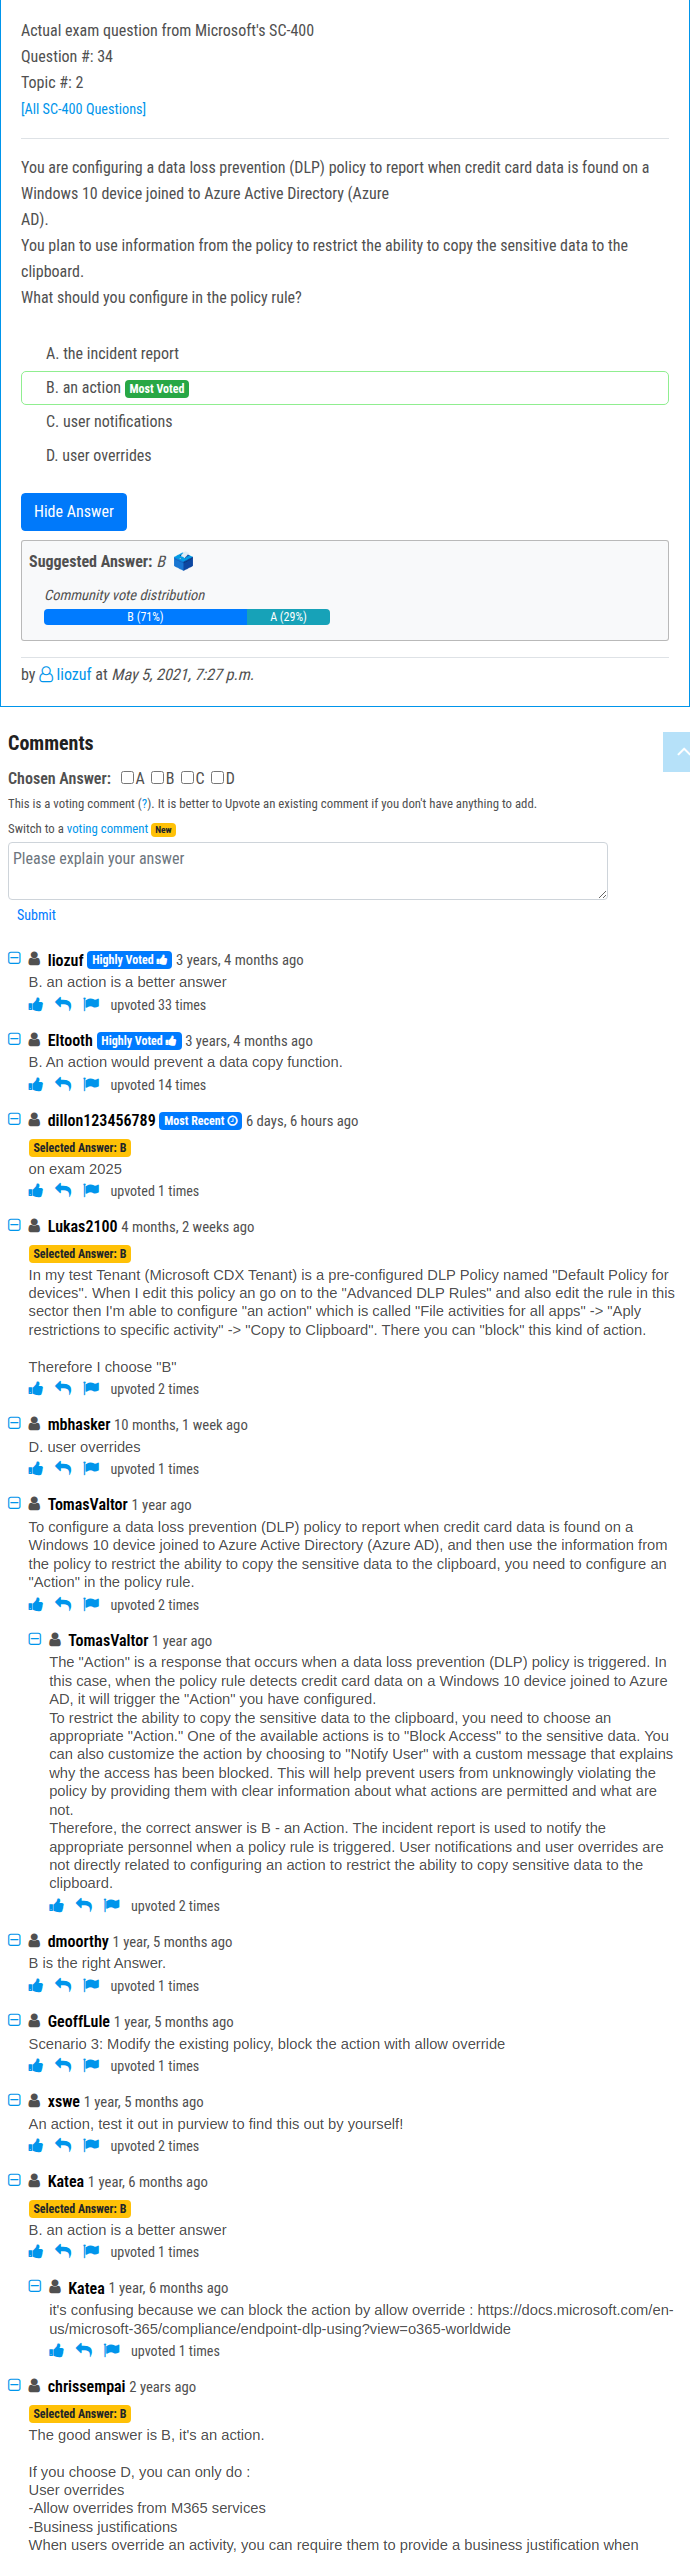 Actual exam question from Microsoft's SC-400
Question #: 34
Topic #: 2
[All SC-400 Questions]
You are configuring a data loss prevention (DLP) policy to report when credit card data is found on a
Windows 10 device joined to Azure Active Directory (Azure
AD).
You plan to use information from the policy to restrict the ability to copy the sensitive data to the
clipboard.
What should you configure in the policy rule?
A. the incident report
B. an action Most Voted
C. user notifications
D. user overrides
Hide Answer
Suggested Answer: B
Community vote distribution
B (71%) A (29%)
by liozuf at May 5, 2021, 7:27 p.m.
Comments
Chosen Answer: A B C D
This is a voting comment (?). It is better to Upvote an existing comment if you don't have anything to add.
Switch to a voting comment New
Please explain your answer
Submit
liozuf Highly Voted 3 years, 4 months ago
B. an action is a better answer
upvoted 33 times
Eltooth Highly Voted 3 years, 4 months ago
B. An action would prevent a data copy function.
upvoted 14 times
dillon123456789 Most Recent 6 days, 6 hours ago
Selected Answer: B
on exam 2025
upvoted 1 times
Lukas2100 4 months, 2 weeks ago
Selected Answer: B
In my test Tenant (Microsoft CDX Tenant) is a pre-configured DLP Policy named "Default Policy for
devices". When I edit this policy an go on to the "Advanced DLP Rules" and also edit the rule in this
sector then I'm able to configure "an action" which is called "File activities for all apps" -> "Aply
restrictions to specific activity" -> "Copy to Clipboard". There you can "block" this kind of action.
Therefore I choose "B"
upvoted 2 times
mbhasker 10 months, 1 week ago
D. user overrides
upvoted 1 times
TomasValtor 1 year ago
To configure a data loss prevention (DLP) policy to report when credit card data is found on a
Windows 10 device joined to Azure Active Directory (Azure AD), and then use the information from
the policy to restrict the ability to copy the sensitive data to the clipboard, you need to configure an
"Action" in the policy rule.
upvoted 2 times
TomasValtor 1 year ago
The "Action" is a response that occurs when a data loss prevention (DLP) policy is triggered. In
this case, when the policy rule detects credit card data on a Windows 10 device joined to Azure
AD, it will trigger the "Action" you have configured.
To restrict the ability to copy the sensitive data to the clipboard, you need to choose an
appropriate "Action." One of the available actions is to "Block Access" to the sensitive data. You
can also customize the action by choosing to "Notify User" with a custom message that explains
why the access has been blocked. This will help prevent users from unknowingly violating the
policy by providing them with clear information about what actions are permitted and what are
not.
Therefore, the correct answer is B - an Action. The incident report is used to notify the
appropriate personnel when a policy rule is triggered. User notifications and user overrides are
not directly related to configuring an action to restrict the ability to copy sensitive data to the
clipboard.
upvoted 2 times
dmoorthy 1 year, 5 months ago
B is the right Answer.
upvoted 1 times
GeoffLule 1 year, 5 months ago
Scenario 3: Modify the existing policy, block the action with allow override
upvoted 1 times
xswe 1 year, 5 months ago
An action, test it out in purview to find this out by yourself!
upvoted 2 times
Katea 1 year, 6 months ago
Selected Answer: B
B. an action is a better answer
upvoted 1 times
Katea 1 year, 6 months ago
it's confusing because we can block the action by allow override : https://docs.microsoft.com/en-
us/microsoft-365/compliance/endpoint-dlp-using?view=o365-worldwide
upvoted 1 times
chrissempai 2 years ago
Selected Answer: B
The good answer is B, it's an action.
If you choose D, you can only do :
User overrides
-Allow overrides from M365 services
-Business justifications
When users override an activity, you can require them to provide a business justification when